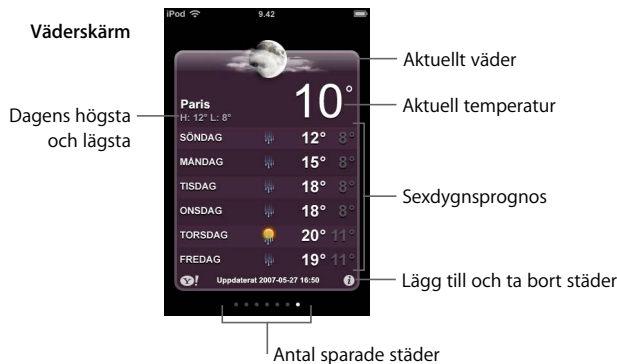 Väderskärm
iPod 9.42
Aktuellt väder
10°
Aktuell temperatur
Paris
H: 12° L: 8°
Dagens högsta
och lägsta
SÖNDAG 12° 8°
MÅNDAG 15° 8°
TISDAG 18° 8°
Sexdygnsprognos
ONSDAG 18° 8°
TORSDAG 20° 11°
FREDAG 19° 11°
Y! Uppdaterat 2007-05-27 16:50 i
Lägg till och ta bort städer
Antal sparade städer